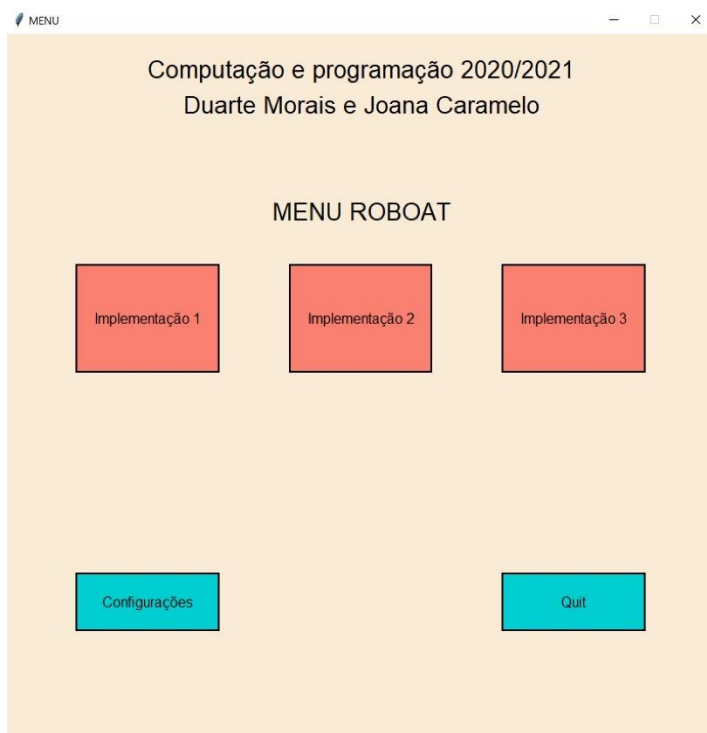 MENU
Computação e programação 2020/2021
Duarte Morais e Joana Caramelo
MENU ROBOAT
Implementação 1
Implementação 2
Implementação 3
Configurações
Quit